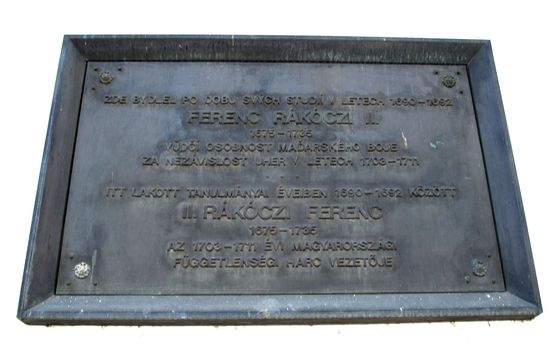 ZDE BYDLEL PO DOBU SVÝCH STUDIÍ V LETECH 1690-1692
FERENC RÁKÓCZI II.
1675-1735
VŮDČÍ OSOBNOST MAĎARSKÉHO BOJE
ZA NEZÁVISLOST UHER V LETECH 1703-1711
ITT LAKOTT TANULMÁNYAI ÉVEIBEN 1690-1692 KÖZÖTT
II. RÁKÓCZI FERENC
1675-1735
AZ 1703-1711 ÉVI MAGYARORSZÁGI
FÜGGETLENSÉGI HARC VEZETŐJE